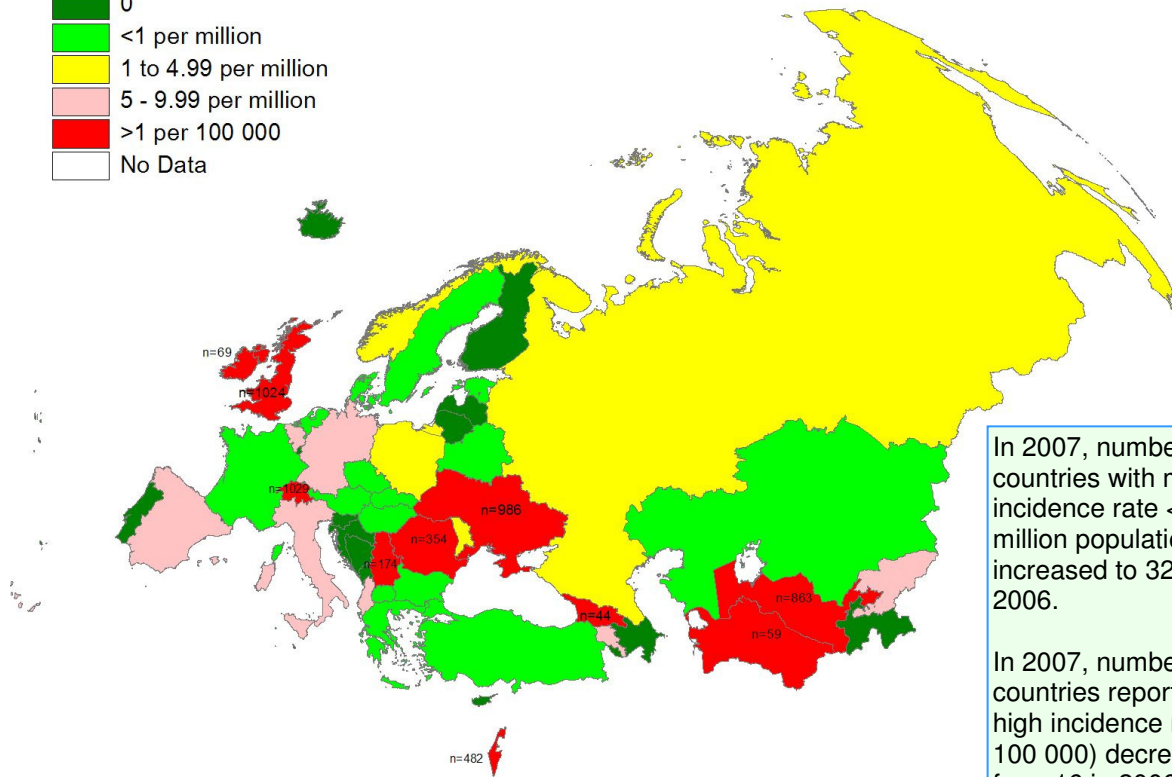 0
<1 per million
1 to 4.99 per million
5 - 9.99 per million
>1 per 100 000
No Data
n=69
n=1024
n=1029
n=986
n=354
n=174
n=44
n=863
n=59
n=482
In 2007, numbe
countries with
incidence rate <
million populatio
increased to 32
2006.
In 2007, numbe
countries report
high incidence
100 000) decre